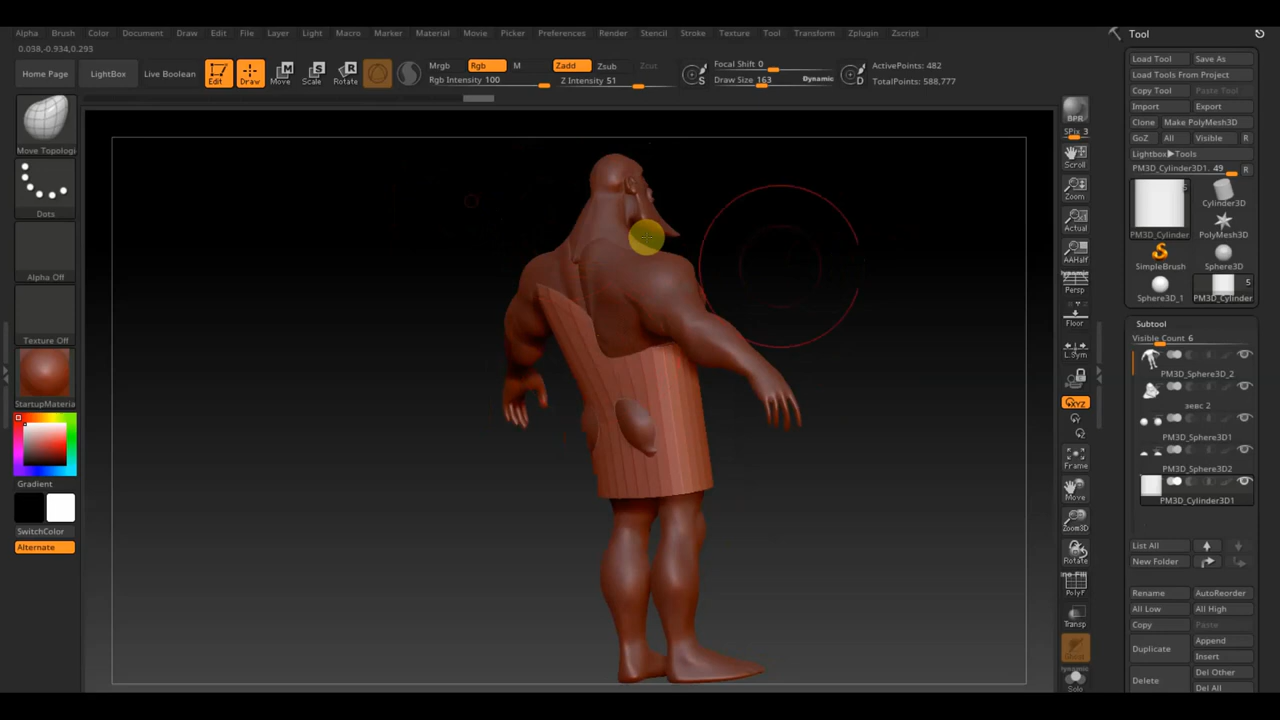 Alpha Brush Color Document Draw Edit File Layer Light Macro Marker Material Movie Picker Preferences Render Stencil Stroke Texture Tool Transform Zplugin Zscript
Tool
0.038,-0.934,0.293
Home Page
LightBox
Live Boolean
Edit
Draw
Move
Scale
Rotate
Mrgb
Rgb
M
Rgb Intensity 100
Zadd
Zsub
Zcut
Z Intensity 51
Focal Shift 0
Draw Size 163
Dynamic
ActivePoints: 482
TotalPoints: 588,777
Load Tool
Save As
Load Tools From Project
Copy Tool
Paste Tool
Import
Export
Clone
Make PolyMesh3D
GoZ
All
Visible
R
Lightbox▶Tools
PM3D_Cylinder3D1. 49
R
5
PM3D_Cylinder
Cylinder3D
PolyMesh3D
SimpleBrush
Sphere3D
Sphere3D_1
5
PM3D_Cylinder
Subtool
Visible Count 6
PM3D_Sphere3D_2
зевс 2
PM3D_Sphere3D1
PM3D_Sphere3D2
PM3D_Cylinder3D1
List All
New Folder
Rename
AutoReorder
All Low
All High
Copy
Paste
Duplicate
Append
Insert
Delete
Del Other
Del All
Move Topologi
Dots
Alpha Off
Texture Off
StartupMateria
Gradient
SwitchColor
Alternate
BPR
SPix 3
Scroll
Zoom
Actual
AAHalf
Dynamic
Persp
Floor
L.Sym
XYZ
Frame
Move
Zoom3D
Rotate
PolyF
Transp
Ghost
Solo
S
D